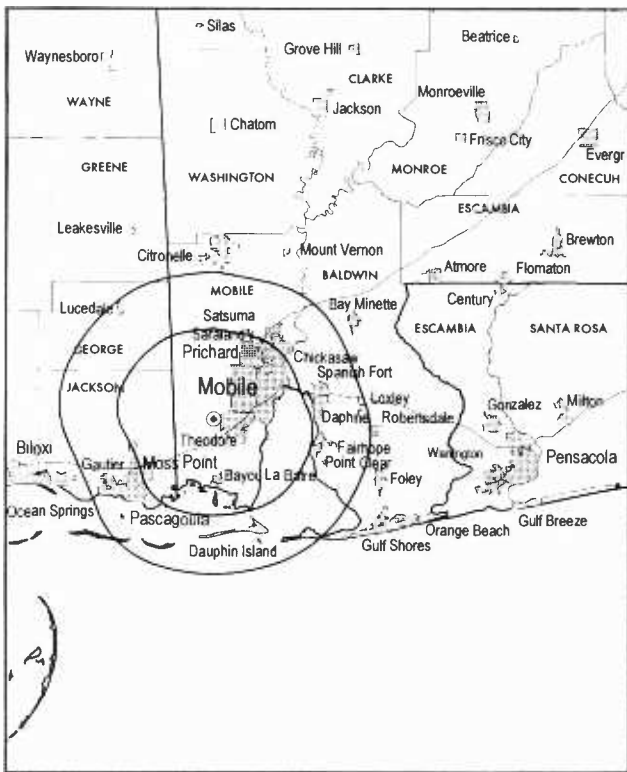 Silas
Beatrice
Waynesboro
Grove Hill
CLARKE
Monroeville
WAYNE
Jackson
Chatom
Frisco City
Evergr
GREENE
WASHINGTON
MONROE
CONECUH
ESCAMBIA
Leakesville
Brewton
Citronelle
Mount Vernon
BALDWIN
Atmore
Flomaton
MOBILE
Century
Lucedale
Satsuma
Bay Minette
Saraland
ESCAMBIA
SANTA ROSA
GEORGE
Prichard
Chickasaw
Spanish Fort
JACKSON
Mobile
Loxley
Daphne
Robertsdale
Gonzalez
Milton
Theodore
Fairhope
Biloxi
Warrington
Pensacola
Gautier
Moss Point
Point Clear
Bayou La Batre
Foley
Ocean Springs
Pascagoula
Orange Beach
Gulf Breeze
Gulf Shores
Dauphin Island